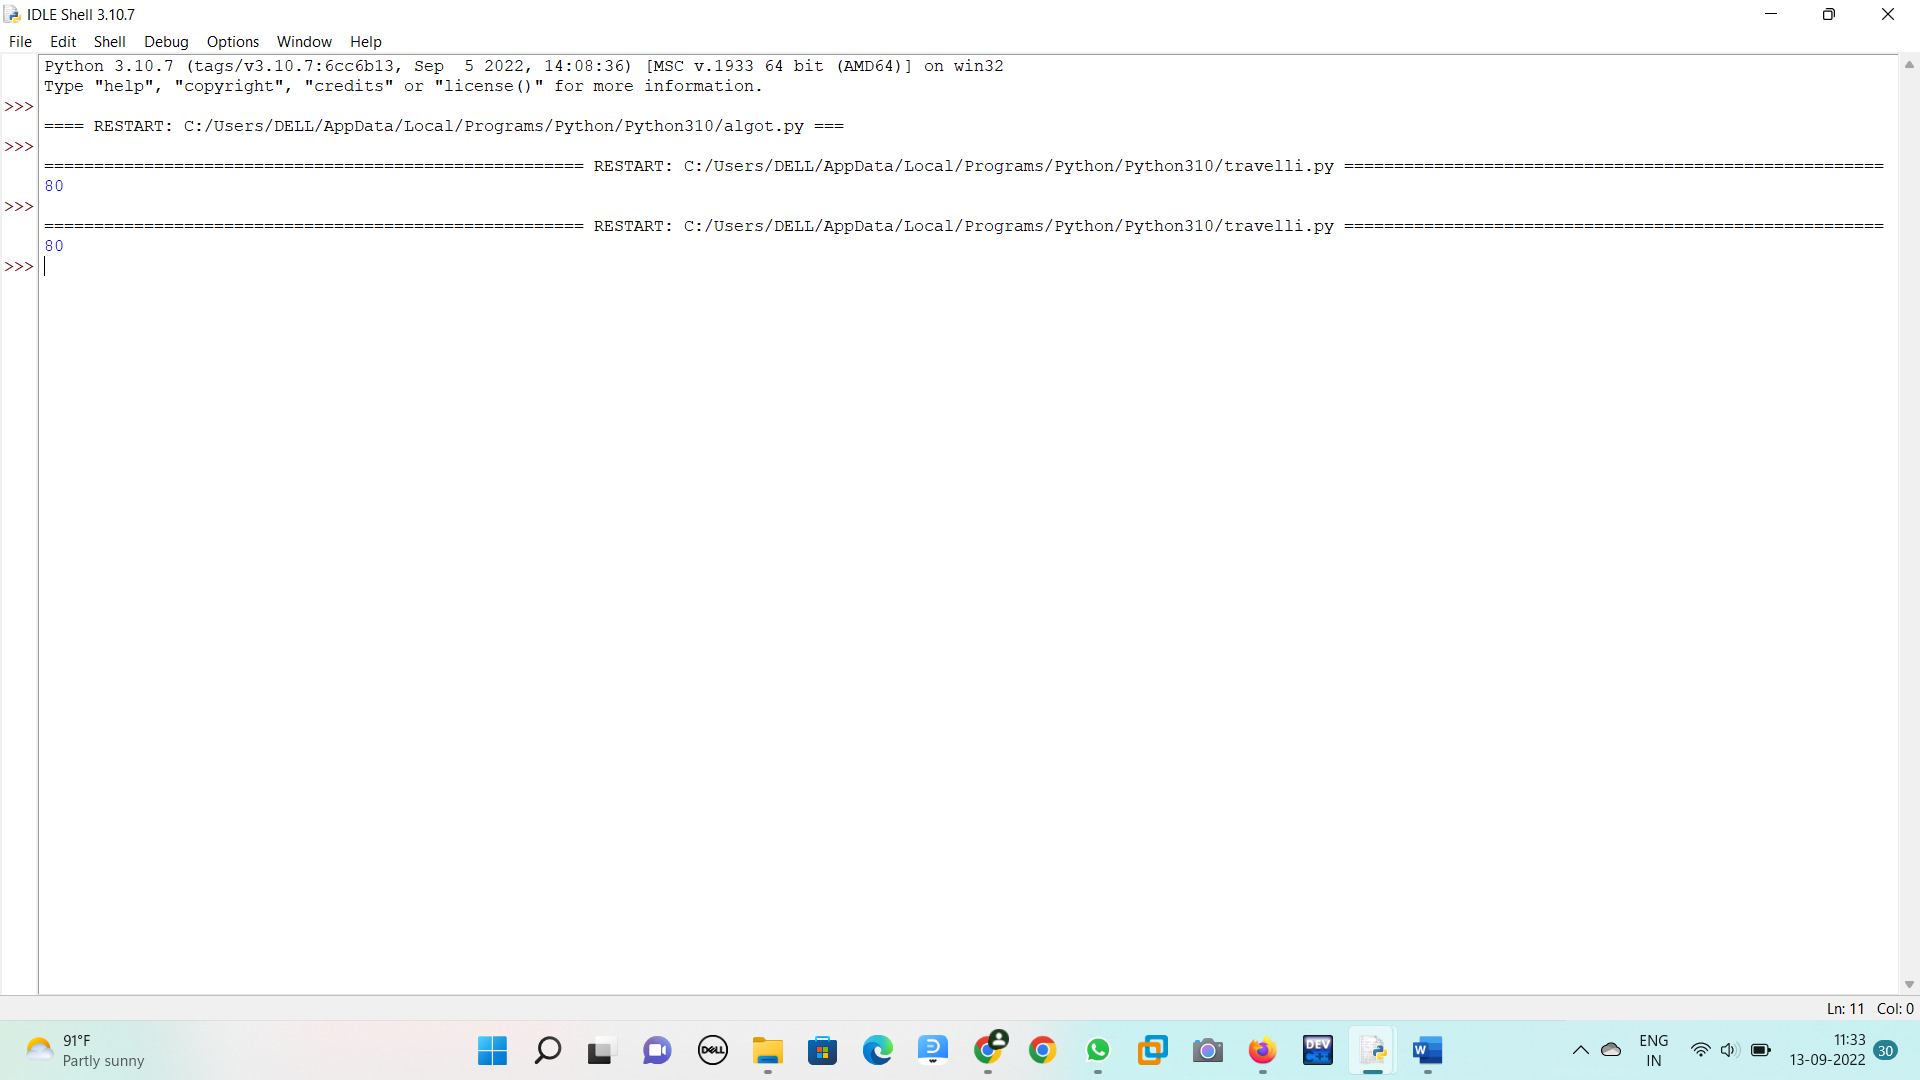 IDLE Shell 3.10.7
File Edit Shell Debug Options Window Help
Python 3.10.7 (tags/v3.10.7:6cc6b13, Sep  5 2022, 14:08:36) [MSC v.1933 64 bit (AMD64)] on win32
Type "help", "copyright", "credits" or "license()" for more information.
>>>
==== RESTART: C:/Users/DELL/AppData/Local/Programs/Python/Python310/algot.py ===
>>>
====================================================== RESTART: C:/Users/DELL/AppData/Local/Programs/Python/Python310/travelli.py ======================================================
80
>>>
====================================================== RESTART: C:/Users/DELL/AppData/Local/Programs/Python/Python310/travelli.py ======================================================
80
>>>
Ln: 11 Col: 0
91°F
Partly sunny
DELL
DEV
C++
W
ENG
IN
11:33
13-09-2022
30